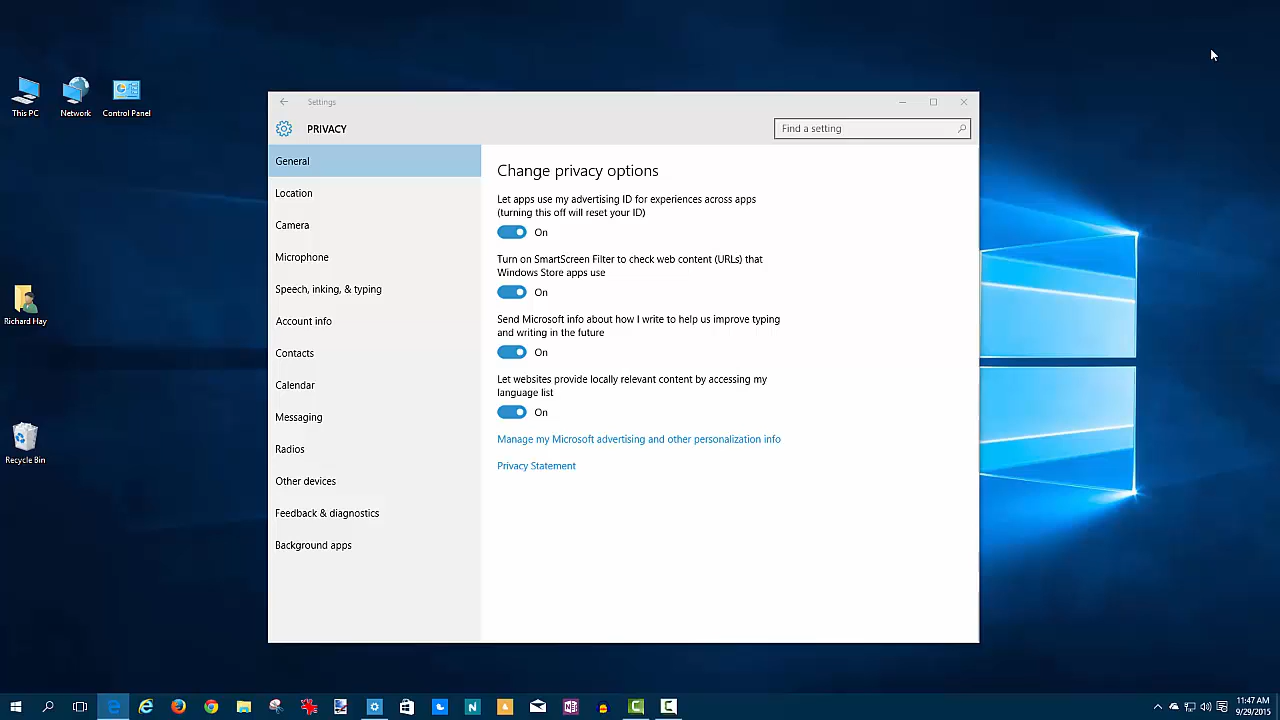 This PC
Network
Control Panel
Richard Hay
Recycle Bin
Settings
PRIVACY
Find a setting
General
Location
Camera
Microphone
Speech, inking, & typing
Account info
Contacts
Calendar
Messaging
Radios
Other devices
Feedback & diagnostics
Background apps
Change privacy options
Let apps use my advertising ID for experiences across apps
(turning this off will reset your ID)
On
Turn on SmartScreen Filter to check web content (URLs) that
Windows Store apps use
On
Send Microsoft info about how I write to help us improve typing
and writing in the future
On
Let websites provide locally relevant content by accessing my
language list
On
Manage my Microsoft advertising and other personalization info
Privacy Statement
11:47 AM
9/29/2015